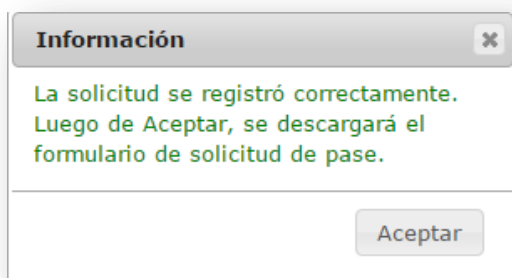 Información
La solicitud se registró correctamente.
Luego de Aceptar, se descargará el
formulario de solicitud de pase.
Aceptar